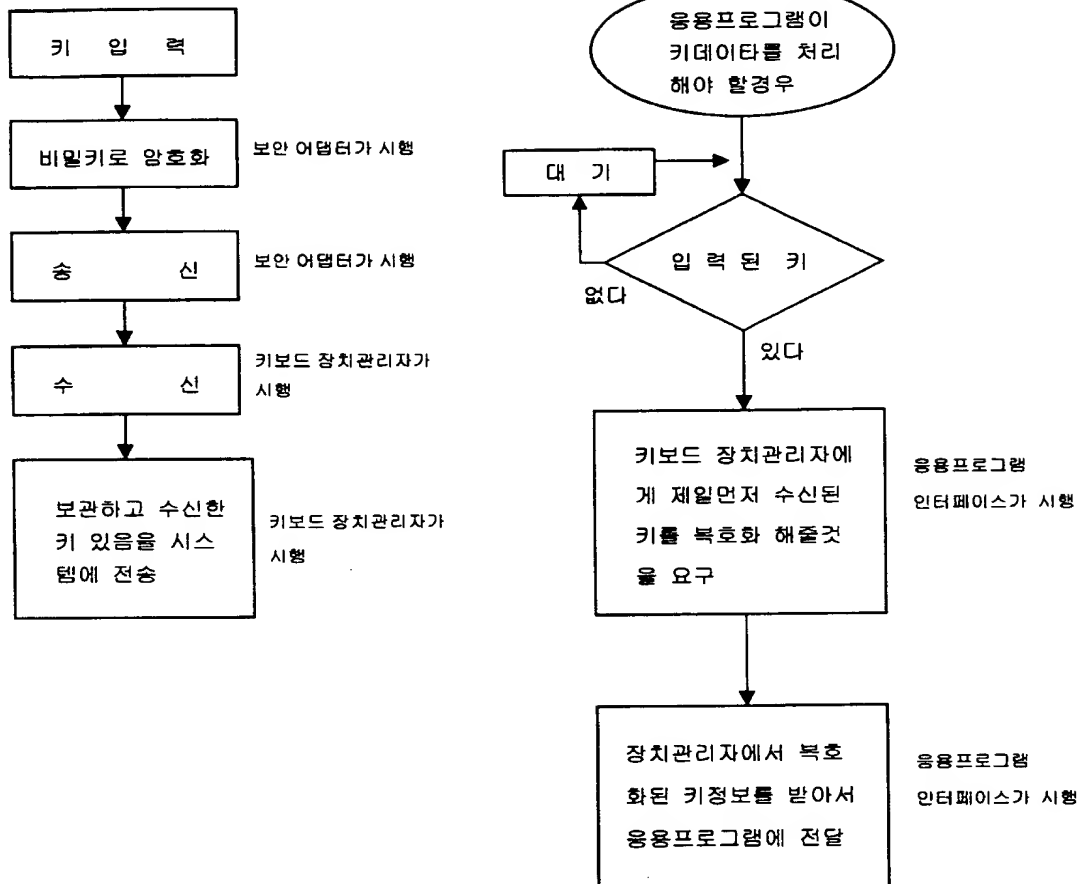 키 입 력
비밀키로 암호화
보안 어댑터가 시행
송 신
보안 어댑터가 시행
수 신
키보드 장치관리자가
시행
보관하고 수신한
키 있음을 시스
템에 전송
키보드 장치관리자가
시행
응용프로그램이
키데이타를 처리
해야 할경우
대 기
입 력 된 키
없다
있다
키보드 장치관리자에
게 제일먼저 수신된
키를 복호화 해줄것
을 요구
응용프로그램
인터페이스가 시행
장치관리자에서 복호
화된 키정보를 받아서
응용프로그램에 전달
응용프로그램
인터페이스가 시행